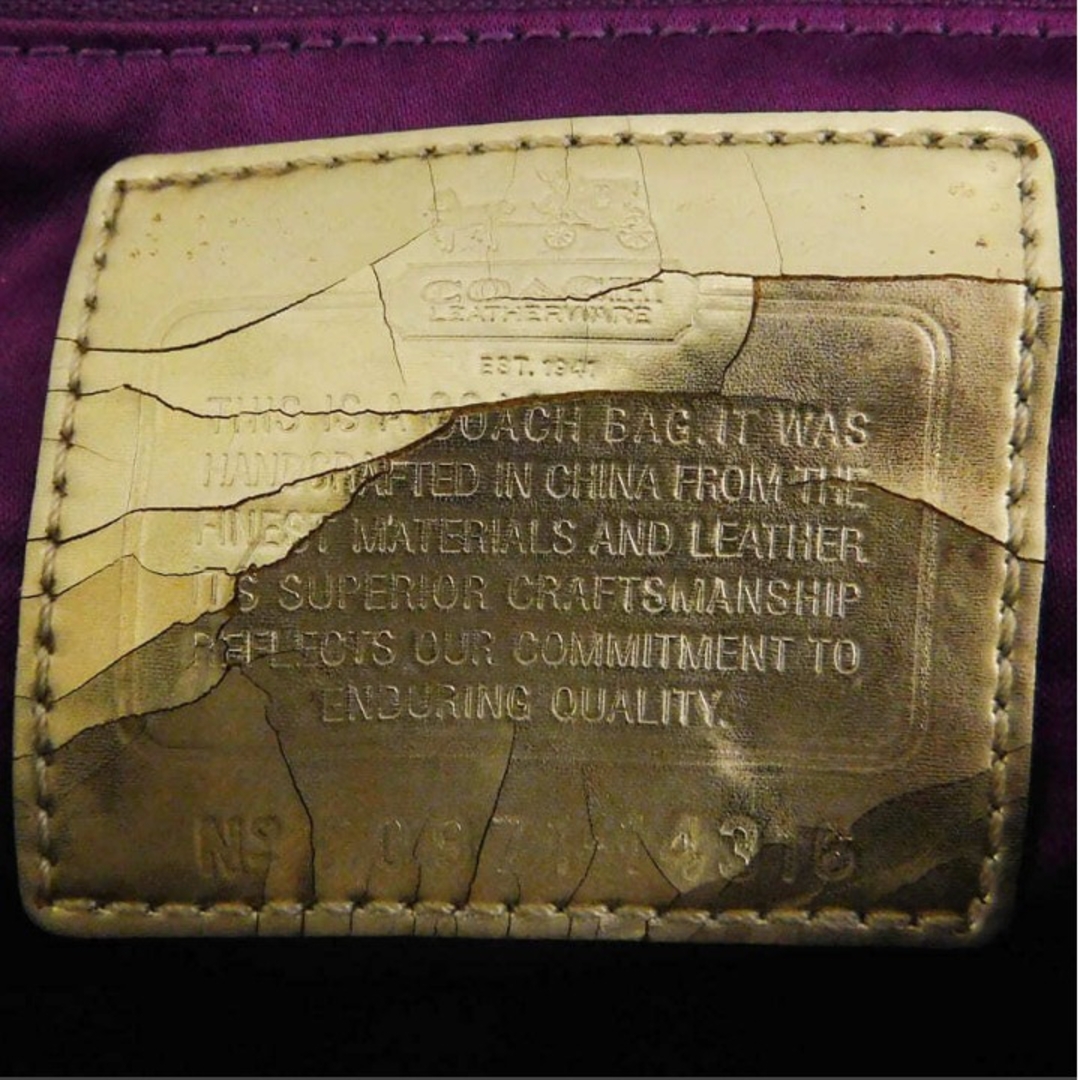 COACH
LEATHERWARE
EST. 1941
THIS IS A COACH BAG. IT WAS
HANDCRAFTED IN CHINA FROM THE
FINEST MATERIALS AND LEATHER
ITS SUPERIOR CRAFTSMANSHIP
REFLECTS OUR COMMITMENT TO
ENDURING QUALITY.